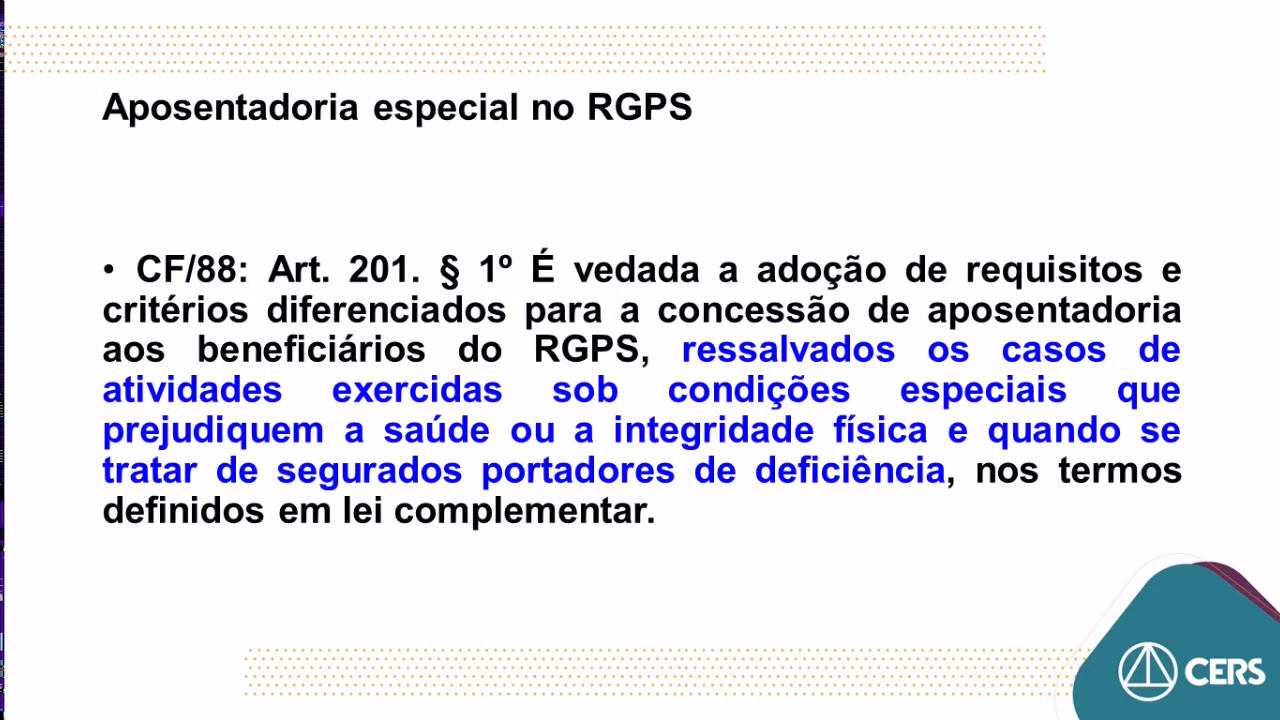 Aposentadoria especial no RGPS
• CF/88: Art. 201. § 1º É vedada a adoção de requisitos e
critérios diferenciados para a concessão de aposentadoria
aos beneficiários do RGPS, ressalvados os casos de
atividades exercidas sob condições especiais que
prejudiquem a saúde ou a integridade física e quando se
tratar de segurados portadores de deficiência, nos termos
definidos em lei complementar.
CERS